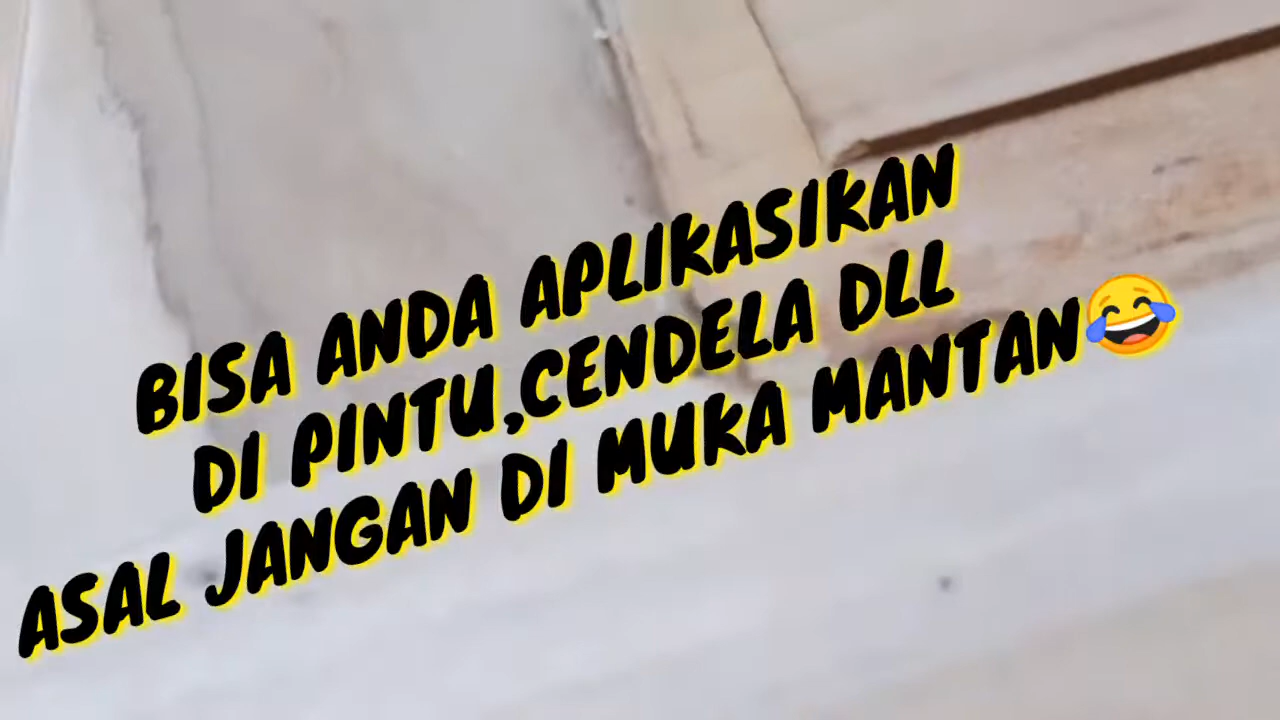 BISA ANDA APLIKASIKAN
DI PINTU,CENDELA DLL
ASAL JANGAN DI MUKA MANTAN😂